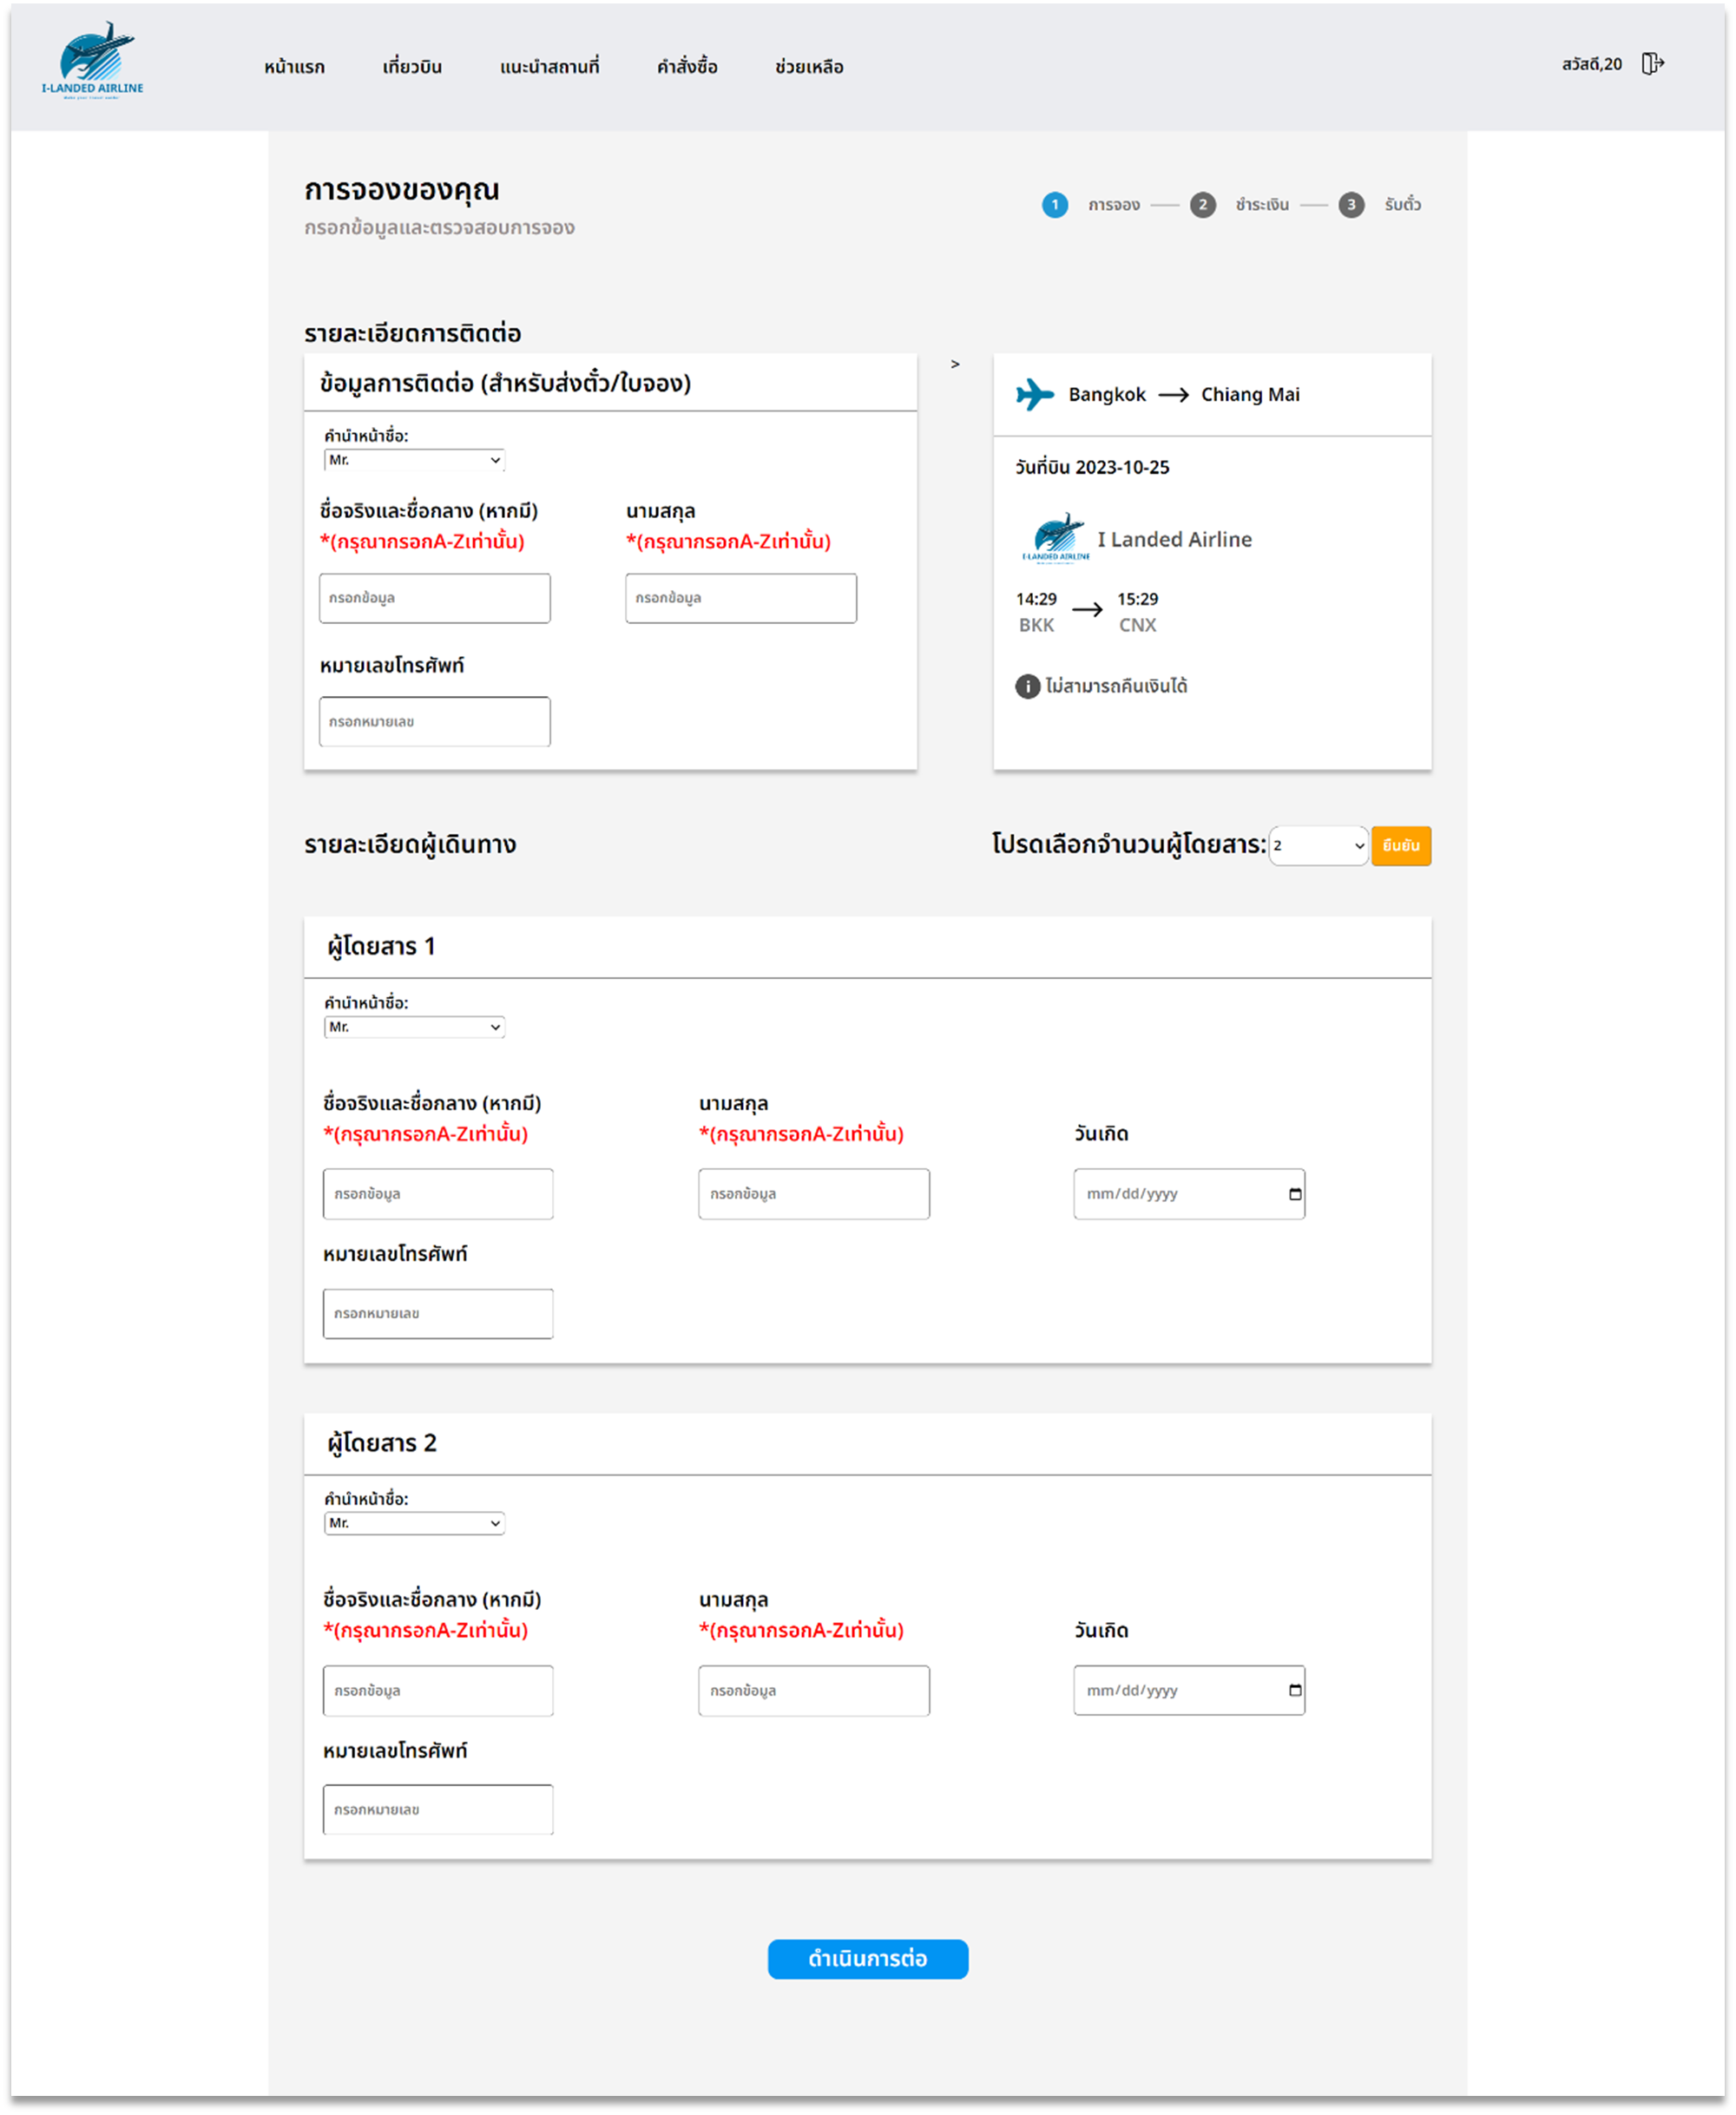 I-LANDED AIRLINE
หน้าแรก เที่ยวบิน แนะนำสถานที่ คำสั่งซื้อ ช่วยเหลือ
สวัสดี,20
การจองของคุณ
กรอกข้อมูลและตรวจสอบการจอง
1 การจอง 2 ชำระเงิน 3 รับตั๋ว
รายละเอียดการติดต่อ
ข้อมูลการติดต่อ (สำหรับส่งตั๋ว/ใบจอง)
คำนำหน้าชื่อ:
Mr.
ชื่อจริงและชื่อกลาง (หากมี) นามสกุล
*(กรุณากรอกA-Zเท่านั้น) *(กรุณากรอกA-Zเท่านั้น)
กรอกข้อมูล กรอกข้อมูล
หมายเลขโทรศัพท์
กรอกหมายเลข
>
Bangkok → Chiang Mai
วันที่บิน 2023-10-25
I-LANDED AIRLINE
I Landed Airline
14:29 → 15:29
BKK CNX
i ไม่สามารถคืนเงินได้
รายละเอียดผู้เดินทาง
โปรดเลือกจำนวนผู้โดยสาร: 2 ยืนยัน
ผู้โดยสาร 1
คำนำหน้าชื่อ:
Mr.
ชื่อจริงและชื่อกลาง (หากมี) นามสกุล
*(กรุณากรอกA-Zเท่านั้น) *(กรุณากรอกA-Zเท่านั้น) วันเกิด
กรอกข้อมูล กรอกข้อมูล mm/dd/yyyy
หมายเลขโทรศัพท์
กรอกหมายเลข
ผู้โดยสาร 2
คำนำหน้าชื่อ:
Mr.
ชื่อจริงและชื่อกลาง (หากมี) นามสกุล
*(กรุณากรอกA-Zเท่านั้น) *(กรุณากรอกA-Zเท่านั้น) วันเกิด
กรอกข้อมูล กรอกข้อมูล mm/dd/yyyy
หมายเลขโทรศัพท์
กรอกหมายเลข
ดำเนินการต่อ